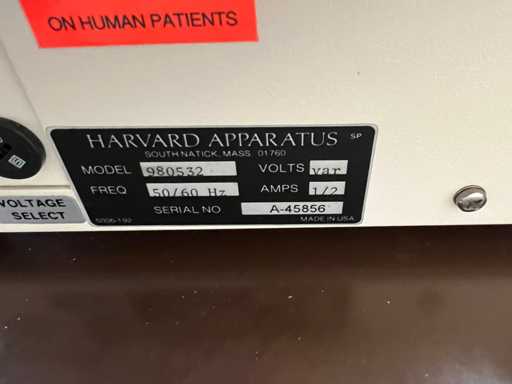 ON HUMAN PATIENTS
HARVARD APPARATUS SP
SOUTH NATICK, MASS. 01760
MODEL 980532 VOLTS var
FREQ 50/60 Hz AMPS 1/2
SERIAL NO A-45856
MADE IN USA
VOLTAGE
SELECT